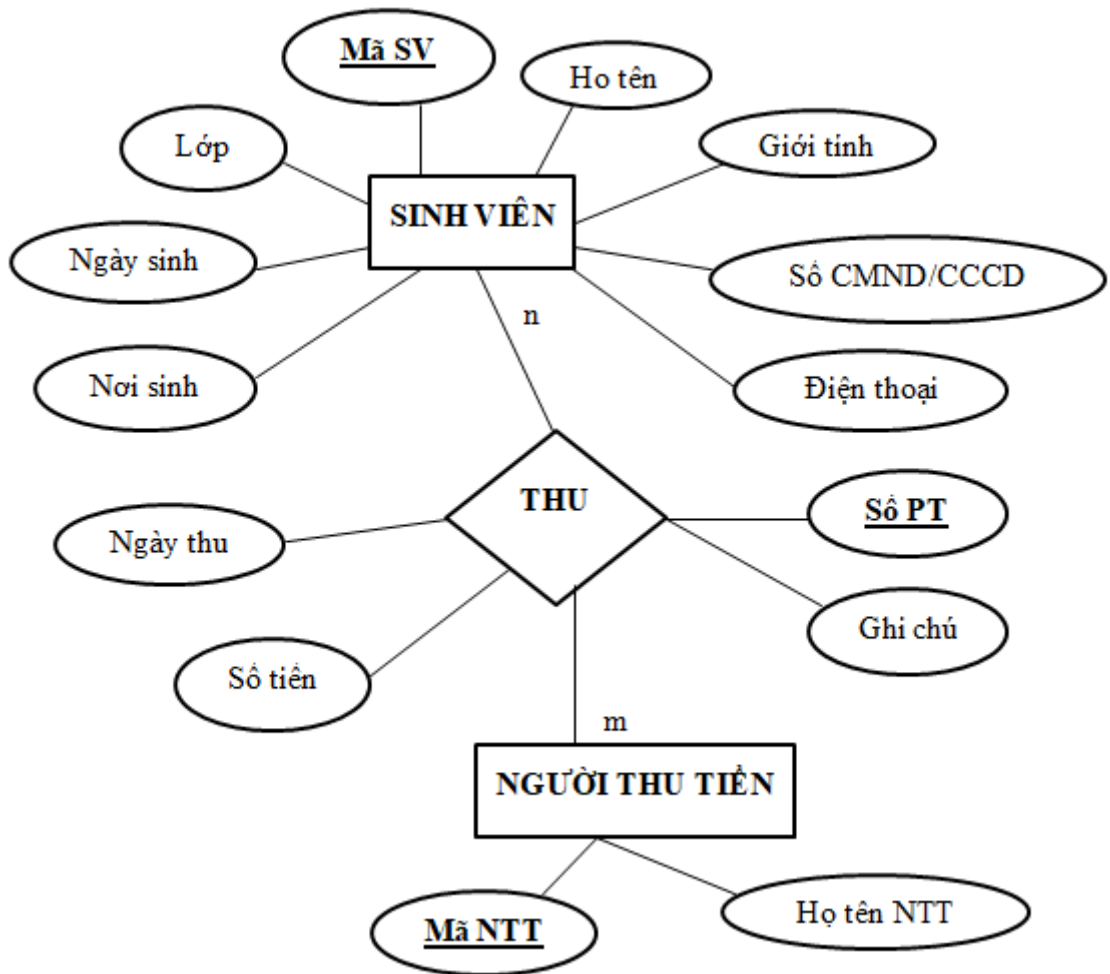 Mã SV
Ho tên
Lớp
Giới tính
SINH VIÊN
Ngày sinh
Số CMND/CCCD
n
Nơi sinh
Điện thoại
THU
Số PT
Ngày thu
Ghi chú
Số tiền
m
NGƯỜI THU TIỀN
Mã NTT
Họ tên NTT